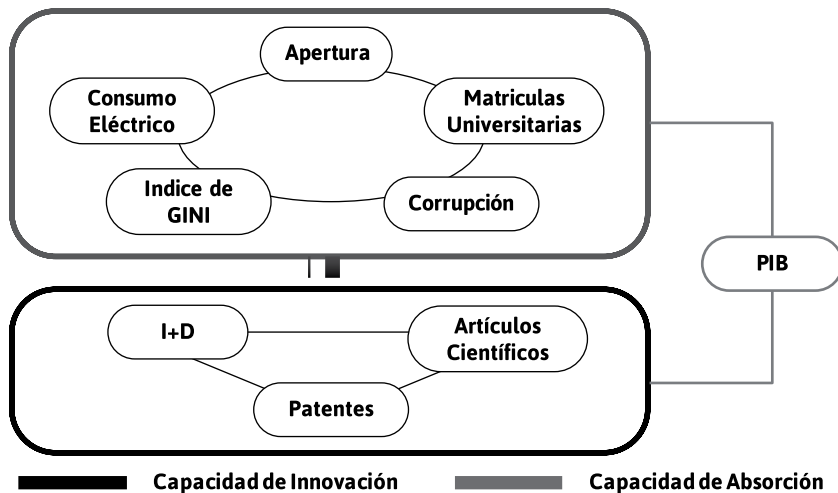 Apertura
Consumo
Eléctrico
Matriculas
Universitarias
Indice de
GINI
Corrupción
PIB
I+D
Artículos
Científicos
Patentes
Capacidad de Innovación
Capacidad de Absorción